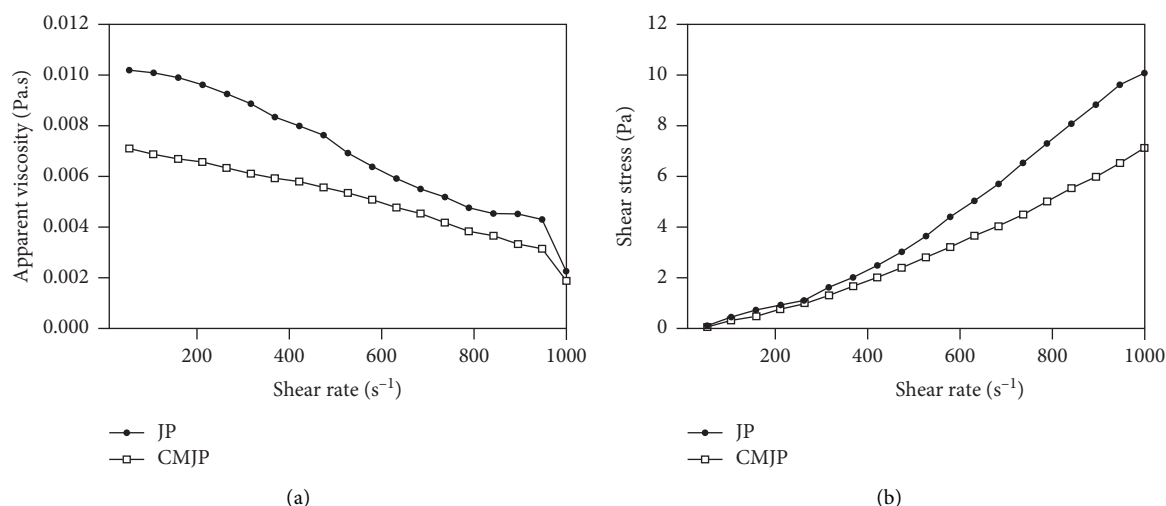 0.012
0.010
0.008
0.006
0.004
0.002
0.000
Apparent viscosity (Pa.s)
200 400 600 800 1000
Shear rate (s⁻¹)
JP
CMJP
(a)
12
10
8
6
4
2
0
Shear stress (Pa)
200 400 600 800 1000
Shear rate (s⁻¹)
JP
CMJP
(b)